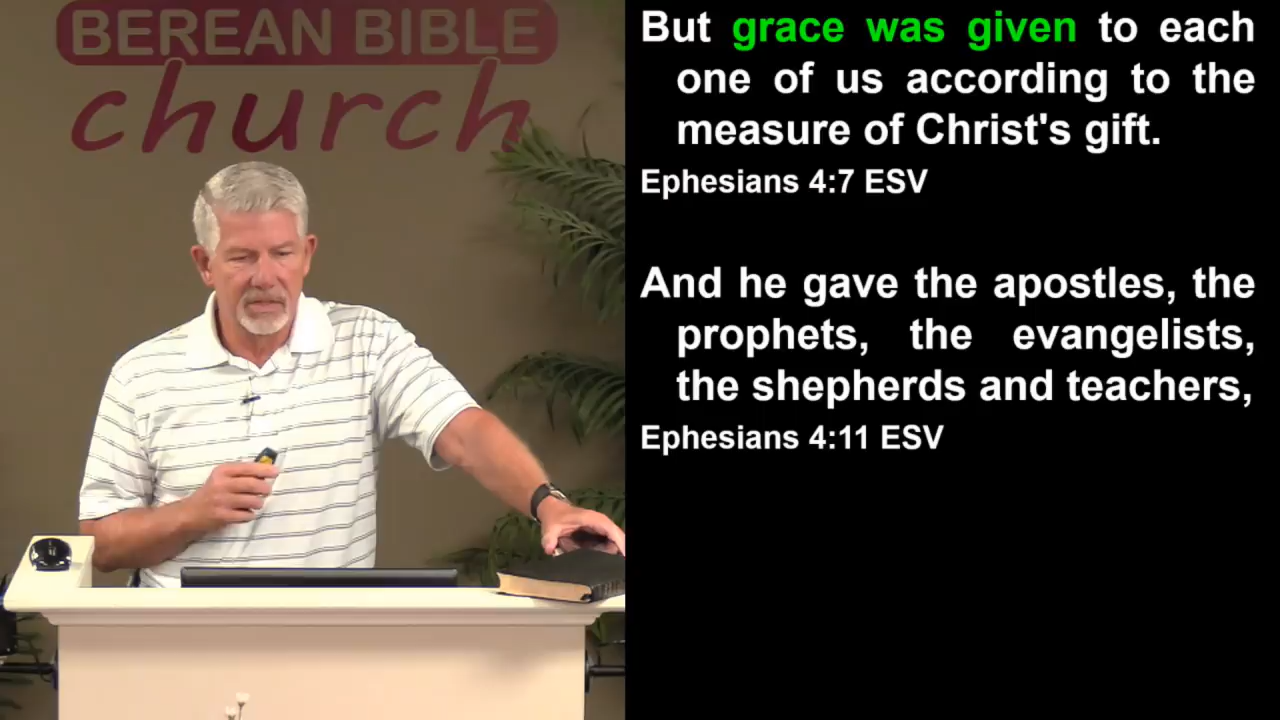 BEREAN BIBLE
church
But grace was given to each
one of us according to the
measure of Christ's gift.
Ephesians 4:7 ESV
And he gave the apostles, the
prophets, the evangelists,
the shepherds and teachers,
Ephesians 4:11 ESV